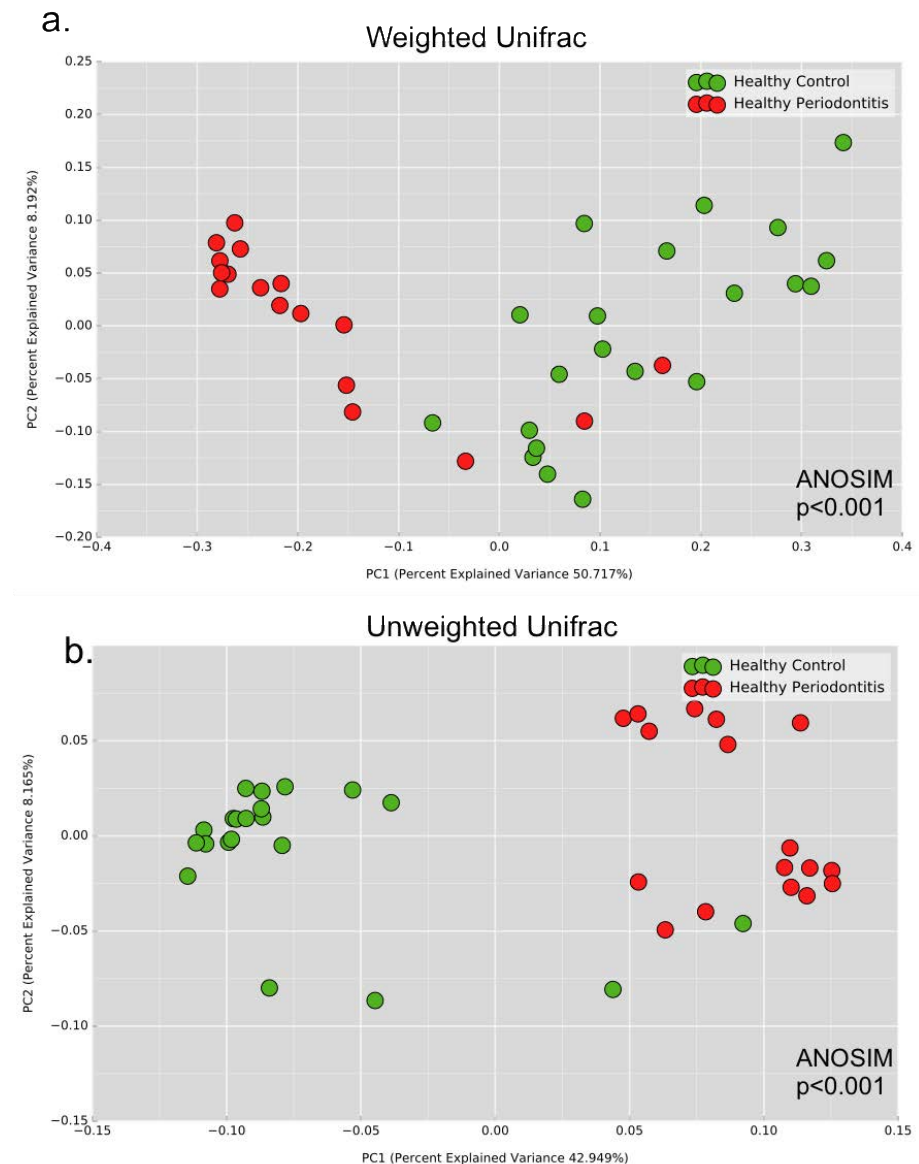 a.
Weighted Unifrac
Healthy Control
Healthy Periodontitis
0.25
0.20
0.15
0.10
0.05
0.00
−0.05
−0.10
−0.15
−0.20
PC2 (Percent Explained Variance 8.192%)
ANOSIM
p<0.001
−0.4 −0.3 −0.2 −0.1 0.0 0.1 0.2 0.3 0.4
PC1 (Percent Explained Variance 50.717%)
Unweighted Unifrac
b.
Healthy Control
Healthy Periodontitis
0.05
0.00
−0.05
−0.10
−0.15
PC2 (Percent Explained Variance 8.165%)
ANOSIM
p<0.001
−0.15 −0.10 −0.05 0.00 0.05 0.10 0.15
PC1 (Percent Explained Variance 42.949%)